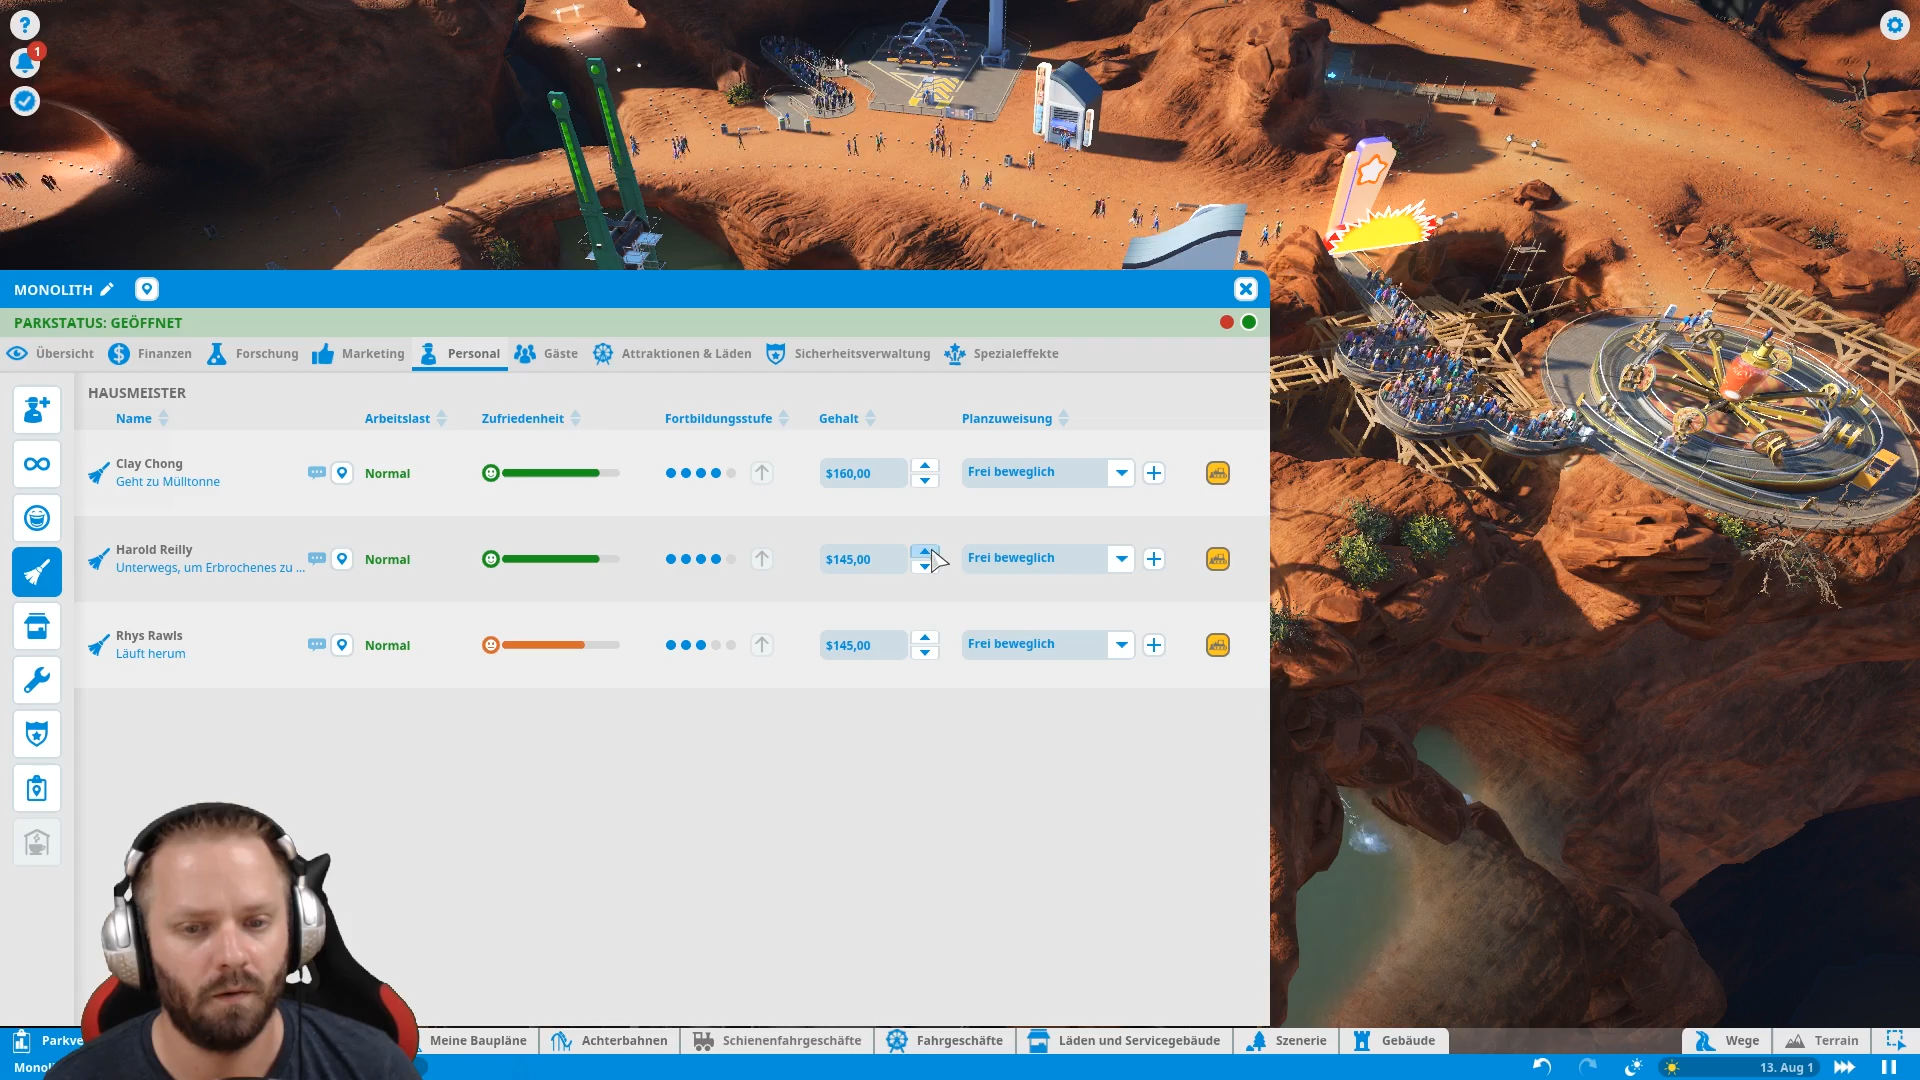 ?
1
MONOLITH
PARKSTATUS: GEÖFFNET
Übersicht
Finanzen
Forschung
Marketing
Personal
Gäste
Attraktionen & Läden
Sicherheitsverwaltung
Spezialeffekte
HAUSMEISTER
Name
Arbeitslast
Zufriedenheit
Fortbildungsstufe
Gehalt
Planzuweisung
Clay Chong
Geht zu Mülltonne
Normal
$160,00
Frei beweglich
Harold Reilly
Unterwegs, um Erbrochenes zu ...
Normal
$145,00
Frei beweglich
Rhys Rawls
Läuft herum
Normal
$145,00
Frei beweglich
Parkve
Meine Baupläne
Achterbahnen
Schienenfahrgeschäfte
Fahrgeschäfte
Läden und Servicegebäude
Szenerie
Gebäude
Wege
Terrain
Monol
13. Aug 1